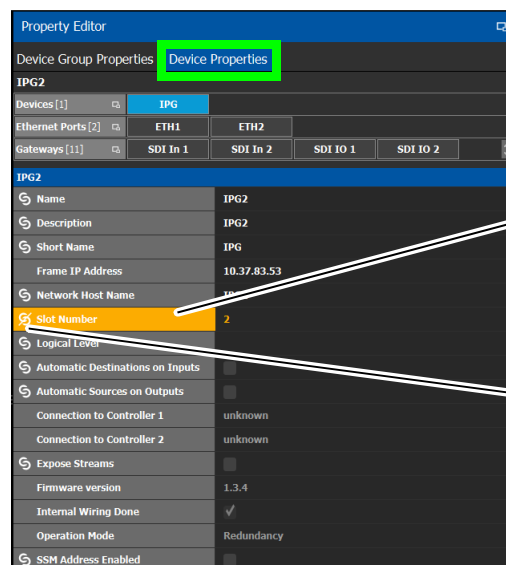 Property Editor
Device Group Properties Device Properties
IPG2
Devices [1] IPG
Ethernet Ports [2] ETH1 ETH2
Gateways [11] SDI In 1 SDI In 2 SDI IO 1 SDI IO 2
IPG2
Name IPG2
Description IPG2
Short Name IPG
Frame IP Address 10.37.83.53
Network Host Name
Slot Number 2
Logical Level
Automatic Destinations on Inputs
Automatic Sources on Outputs
Connection to Controller 1 unknown
Connection to Controller 2 unknown
Expose Streams
Firmware version 1.3.4
Internal Wiring Done
Operation Mode Redundancy
SSM Address Enabled